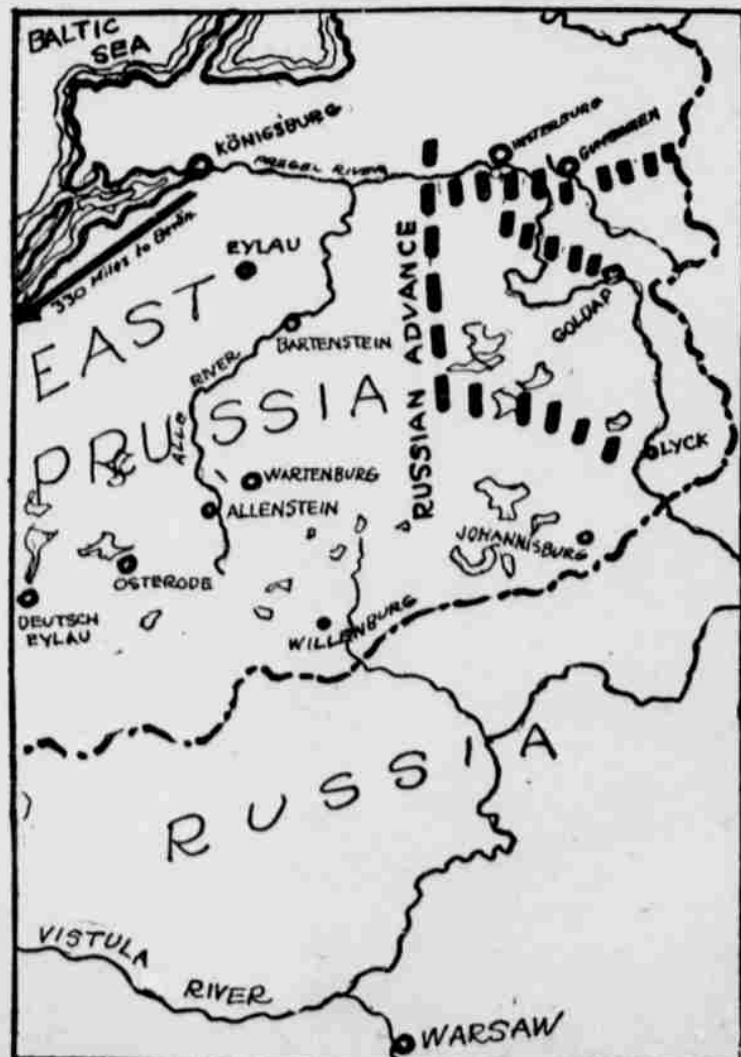 BALTIC
SEA
KÖNIGSBURG
PREGEL RIVER
INSTERBURG
330 Miles to Berlin
EYLAU
GOLDAP
EAST
PRUSSIA
BARTENSTEIN
ALLE RIVER
RUSSIAN ADVANCE
LYCK
WARTENBURG
ALLENSTEIN
JOHANNISBURG
OSTERODE
DEUTSCH
EYLAU
WILLENBURG
RUSSIA
VISTULA
RIVER
WARSAW